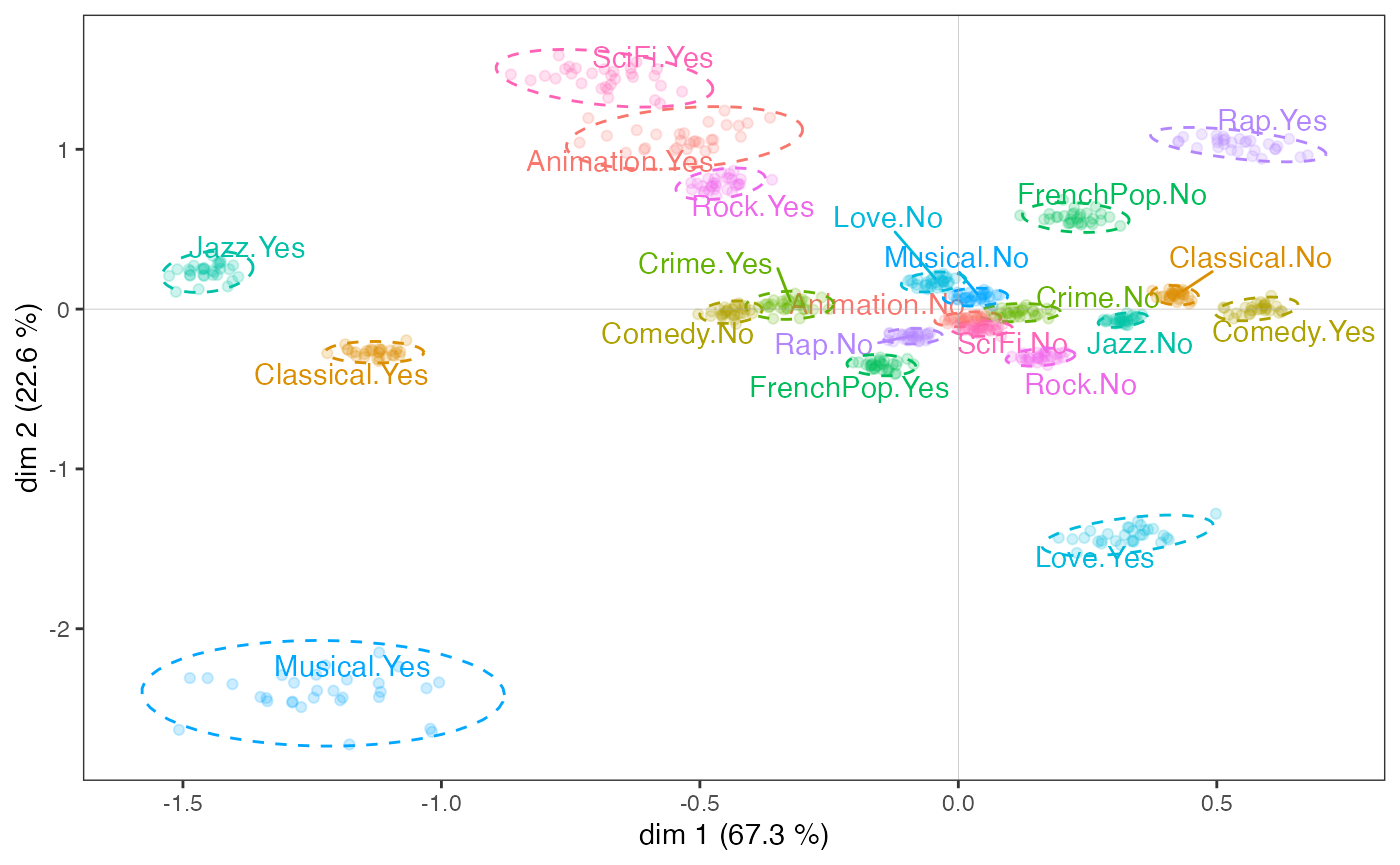 SciFi.Yes
Rap.Yes
1
Animation.Yes
FrenchPop.No
Rock.Yes
Love.No
Jazz.Yes
Musical.No
Classical.No
Crime.Yes
0
Animation.No
Crime.No
Comedy.No
Comedy.Yes
Rap.No
SciFi.No
Jazz.No
Classical.Yes
FrenchPop.Yes
Rock.No
dim 2 (22.6 %)
-1
Love.Yes
-2
Musical.Yes
-1.5
-1.0
-0.5
0.0
0.5
dim 1 (67.3 %)